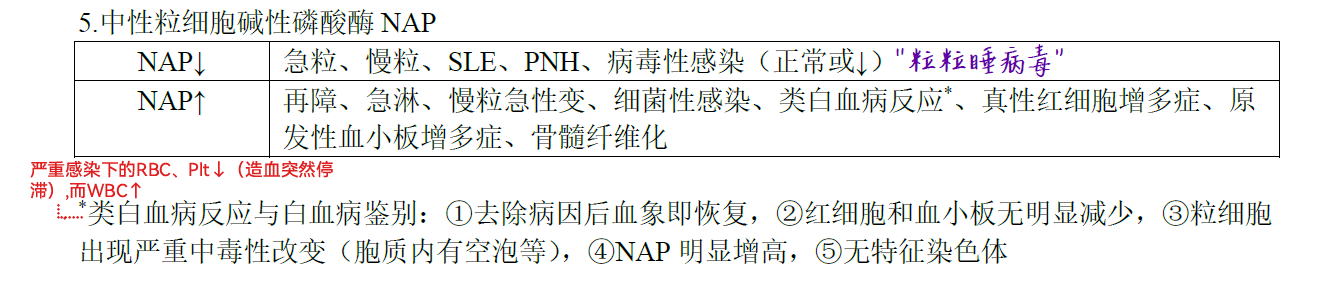 5.中性粒细胞碱性磷酸酶 NAP
NAP↓ 急粒、慢粒、SLE、PNH、病毒性感染（正常或↓）"粒粒睡病毒"
NAP↑ 再障、急淋、慢粒急性变、细菌性感染、类白血病反应*、真性红细胞增多症、原
发性血小板增多症、骨髓纤维化
严重感染下的RBC、Plt↓（造血突然停
滞）,而WBC↑
*类白血病反应与白血病鉴别：①去除病因后血象即恢复，②红细胞和血小板无明显减少，③粒细胞
出现严重中毒性改变（胞质内有空泡等），④NAP 明显增高，⑤无特征染色体